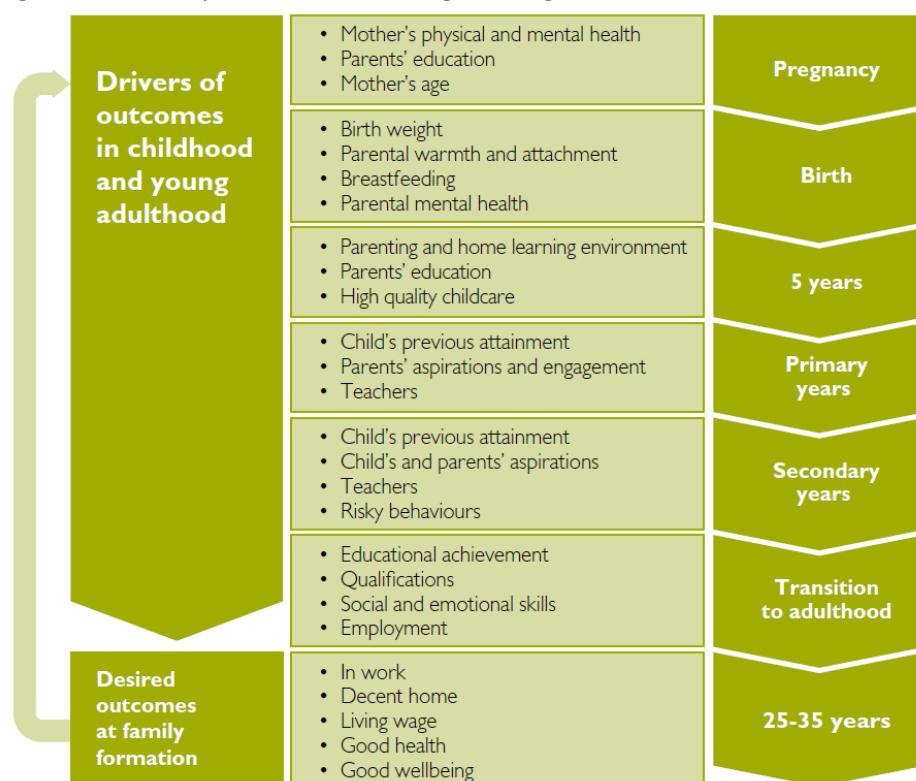 Drivers of
outcomes
in childhood
and young
adulthood
• Mother's physical and mental health
• Parents' education
• Mother's age
Pregnancy
• Birth weight
• Parental warmth and attachment
• Breastfeeding
• Parental mental health
Birth
• Parenting and home learning environment
• Parents' education
• High quality childcare
5 years
• Child's previous attainment
• Parents' aspirations and engagement
• Teachers
Primary
years
• Child's previous attainment
• Child's and parents' aspirations
• Teachers
• Risky behaviours
Secondary
years
• Educational achievement
• Qualifications
• Social and emotional skills
• Employment
Transition
to adulthood
Desired
outcomes
at family
formation
• In work
• Decent home
• Living wage
• Good health
• Good wellbeing
25-35 years